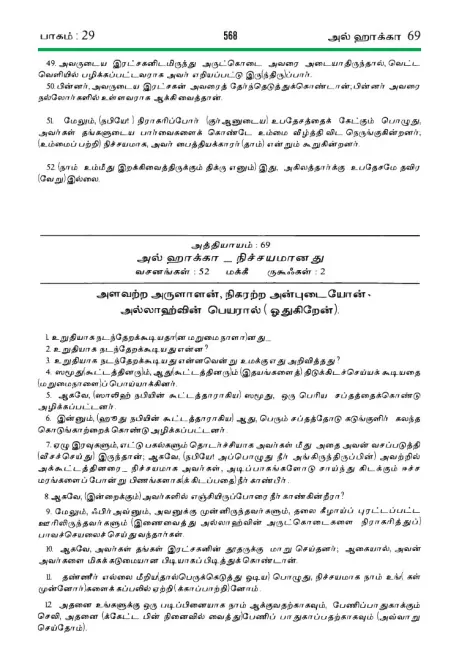 பாகம் : 29 568 அல் ஹாக்கா 69
49. அவருடைய இரட்சகனிடமிருந்து அருட்கொடை அவரை அடையாதிருந்தால், வெட்ட
வெளியில் பழிக்கப்பட்டவராக அவர் எறியப்பட்டு இருந்திருப்பார்.
50. பின்னர், அவருடைய இரட்சகன் அவரைத் தேர்ந்தெடுத்துக்கொண்டான்; பின்னர் அவரை
நல்லோர்களில் உள்ளவராக ஆக்கிவைத்தான்.
51. மேலும், (நபியே!) நிராகரிப்போர் (குர்ஆனுடைய) உபதேசத்தைக் கேட்கும் பொழுது,
அவர்கள் தங்களுடைய பார்வைகளைக் கொண்டே உம்மை வீழ்த்தி விட நெருங்குகின்றனர்;
(உம்மைப் பற்றி) நிச்சயமாக, அவர் பைத்தியக்காரர் (தாம்) என்றும் கூறுகின்றனர்.
52. (நாம் உம்மீது இறக்கிவைத்திருக்கும் திக்ரு எனும்) இது, அகிலத்தார்க்கு உபதேசமே தவிர
(வேறு) இல்லை.
அத்தியாயம் : 69
அல் ஹாக்கா _ நிச்சயமானது
வசனங்கள் : 52 மக்கீ ருகூஃகள் : 2
அளவற்ற அருளாளன், நிகரற்ற அன்புடையோன் -
அல்லாஹ்வின் பெயரால் ( ஓதுகிறேன்).
1. உறுதியாக நடந்தேறக்கூடியதா(ன மறுமை நாளா)னது_
2. உறுதியாக நடந்தேறக்கூடியது என்ன ?
3. உறுதியாக நடந்தேறக்கூடியது என்னவென்று உமக்கு எது அறிவித்தது ?
4. ஸமூது(கூட்டத்தினரு)ம், ஆது(கூட்டத்தினரு)ம் (இதயங்களைத்) திடுக்கிடச்செய்யக் கூடியதை
(மறுமைநாளை)ப் பொய்யாக்கினர்.
5. ஆகவே, (ஸாலிஹ் நபியின் கூட்டத்தாராகிய) ஸமூது, ஒரு பெரிய சப்தத்தைக்கொண்டு
அழிக்கப்பட்டனர்.
6. இன்னும், (ஹூது நபியின் கூட்டத்தாராகிய) ஆது, பெரும் சப்தத்தோடு கடுங்குளிர் கலந்த
கொடுங்காற்றைக் கொண்டு அழிக்கப்பட்டனர்.
7. ஏழு இரவுகளும், எட்டு பகல்களும் தொடர்ச்சியாக அவர்கள் மீது அதை அவன் வசப்படுத்தி
(வீசச்செய்து) இருந்தான்; ஆகவே, (நபியே! அப்பொழுது நீர் அங்கிருந்திருப்பின்) அவற்றில்
அக்கூட்டத்தினரை_ நிச்சயமாக அவர்கள், அடிப்பாகங்களோடு சாய்ந்து கிடக்கும் ஈச்ச
மரங்களைப் போன்று பிணங்களாக(க் கிடப்பதை) நீர் காண்பீர்.
8. ஆகவே, (இன்றைக்கும்) அவர்களில் எஞ்சியிருப்போரை நீர் காண்கின்றீரா?
9. மேலும், ஃபிர்அவ்னும், அவனுக்கு முன்னிருந்தவர்களும், தலை கீழாய்ப் புரட்டப்பட்ட
ஊரிலிருந்தவர்களும் (இணைவைத்து அல்லாஹ்வின் அருட்கொடைகளை நிராகரித்துப்)
பாவச்செயலைச் செய்து வந்தார்கள்.
10. ஆகவே, அவர்கள் தங்கள் இரட்சகனின் தூதருக்கு மாறு செய்தனர்; ஆகையால், அவன்
அவர்களை மிகக் கடுமையான பிடியாகப் பிடித்துக் கொண்டான்.
11. தண்ணீர் எல்லை மீறிய(தால்பெருக்கெடுத்து ஓடிய) பொழுது, நிச்சயமாக நாம் உங்( கள்
முன்னோர்)களைக் கப்பலில் ஏற்றி(க் காப்பாற்றி)னோம்.
12. அதனை உங்களுக்கு ஒரு படிப்பினையாக நாம் ஆக்குவதற்காகவும், பேணிப்பாதுகாக்கும்
செவி, அதனை (க்கேட்ட பின் நினைவில் வைத்து)பேணிப் பாதுகாப்பதற்காகவும் (அவ்வாறு
செய்தோம்).